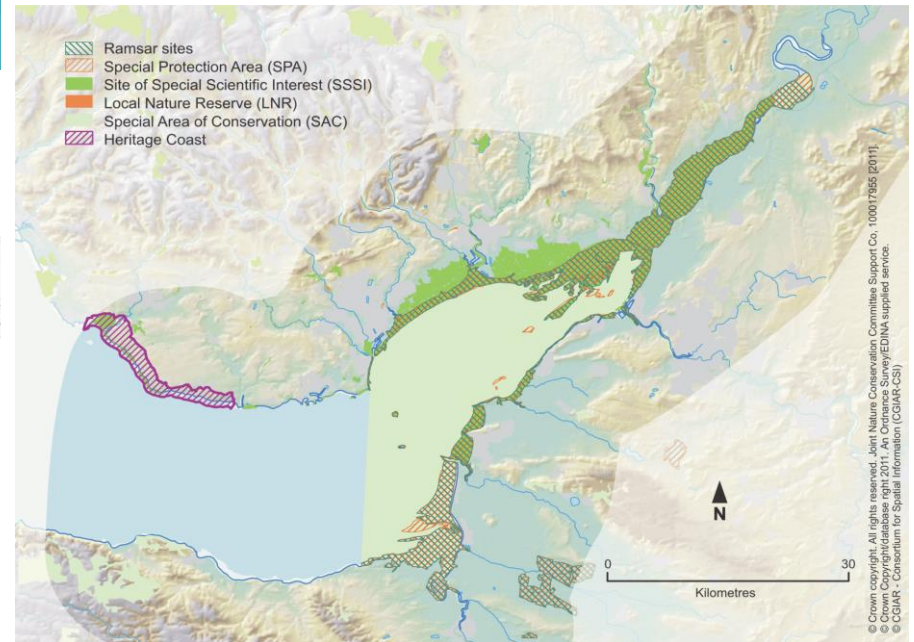 Ramsar sites
Special Protection Area (SPA)
Site of Special Scientific Interest (SSSI)
Local Nature Reserve (LNR)
Special Area of Conservation (SAC)
Heritage Coast
N
0 30
Kilometres
© Crown copyright. All rights reserved. Joint Nature Conservation Committee Support Co, 100017955 [2011].
© Crown Copyright/database right 2011. An Ordnance Survey/EDINA supplied service.
© CGIAR - Consortium for Spatial Information (CGIAR-CSI)